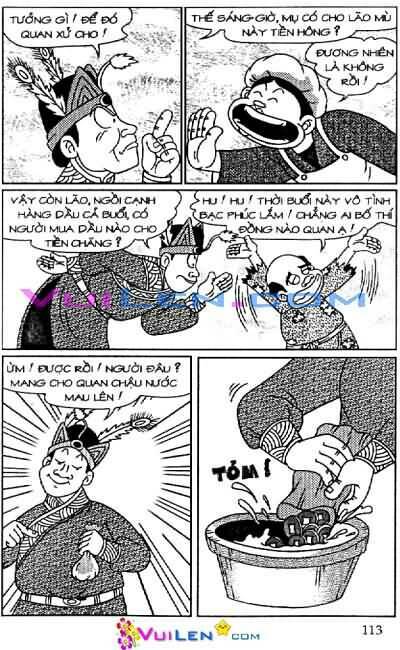 TƯỞNG GÌ! ĐỂ ĐÓ
QUAN XỬ CHO!
THẾ SÁNG GIỜ, MỤ CÓ CHO LÃO MÙ
NÀY TIỀN HÔNG?
ĐƯƠNG NHIÊN
LÀ KHÔNG
RỒI!
VẬY CÒN LÃO, NGỒI CẠNH
HÀNG DẦU CẢ BUỔI, CÓ
NGƯỜI MUA DẦU NÀO CHO
TIỀN CHĂNG?
HU! HU! THỜI BUỔI NÀY VÔ TÌNH
BẠC PHÚC LẮM! CHẲNG AI BỐ THÍ
ĐỒNG NÀO QUAN Ạ!
VUILEN.COM
ỪM! ĐƯỢC RỒI! NGƯỜI ĐÂU?
MANG CHO QUAN CHẬU NƯỚC
MAU LÊN!
TỎM!
113
VUILEN.COM